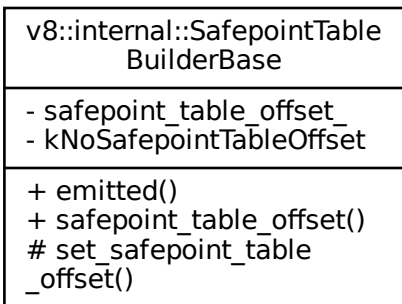 v8::internal::SafepointTable
BuilderBase
- safepoint_table_offset_
- kNoSafepointTableOffset
+ emitted()
+ safepoint_table_offset()
# set_safepoint_table
_offset()